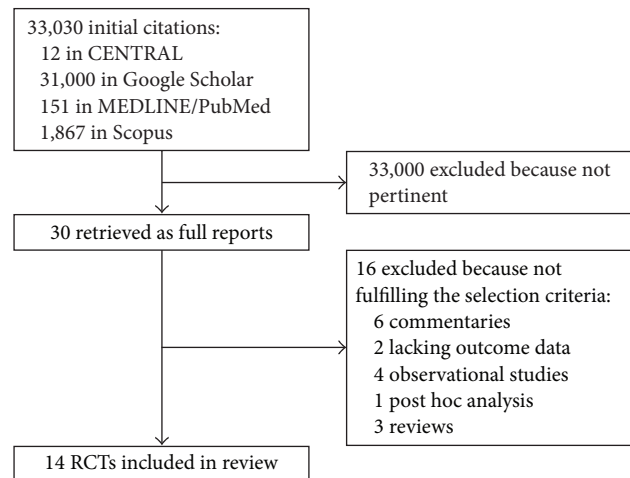 33,030 initial citations:
12 in CENTRAL
31,000 in Google Scholar
151 in MEDLINE/PubMed
1,867 in Scopus
33,000 excluded because not
pertinent
30 retrieved as full reports
16 excluded because not
fulfilling the selection criteria:
6 commentaries
2 lacking outcome data
4 observational studies
1 post hoc analysis
3 reviews
14 RCTs included in review